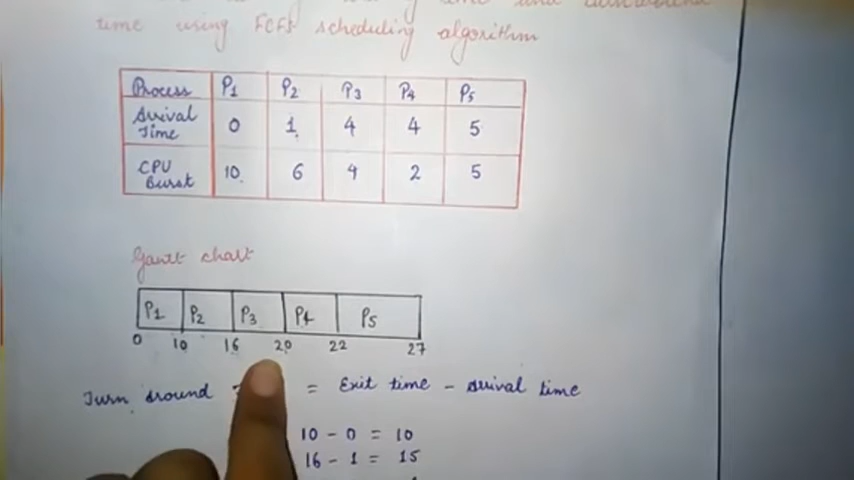 time using FCFS scheduling algorithm
Process P1 P2 P3 P4 P5
Arrival Time 0 1 4 4 5
CPU Burst 10 6 4 2 5
Gantt chart
P1 P2 P3 P4 P5
0 10 16 20 22 27
Turn around = Exit time - Arrival time
10 - 0 = 10
16 - 1 = 15